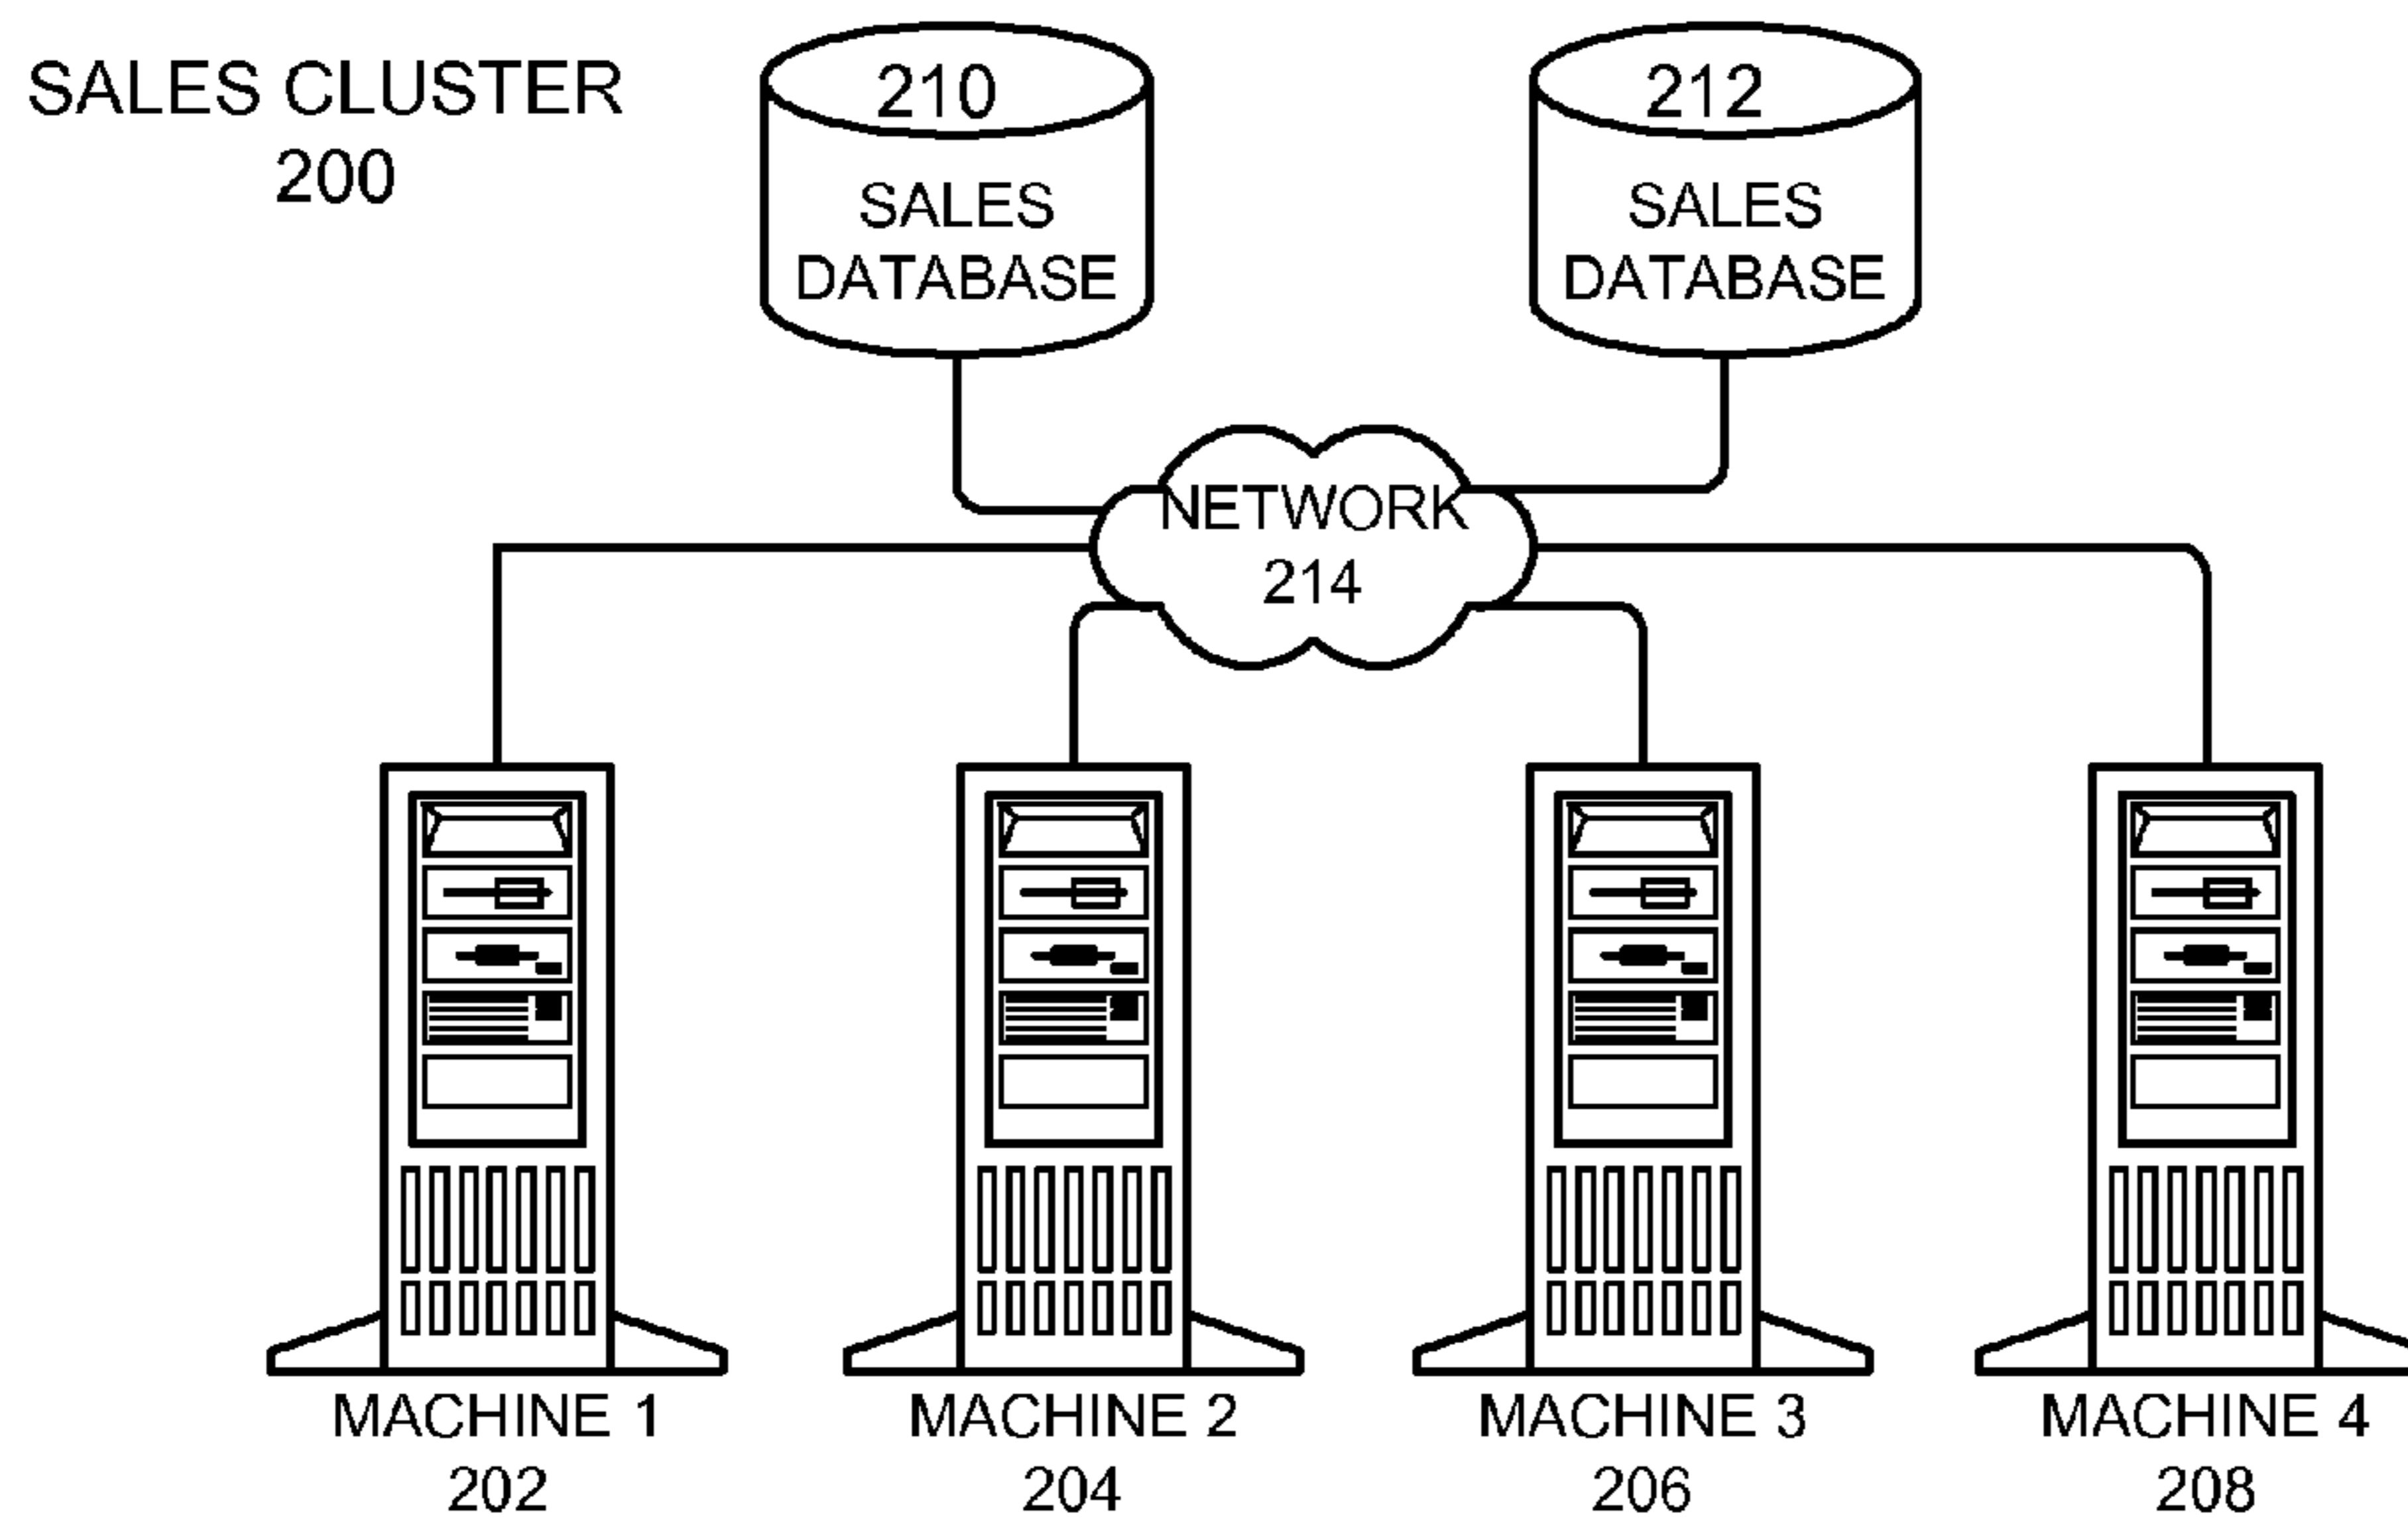 SALES CLUSTER
200
210
SALES
DATABASE
212
SALES
DATABASE
NETWORK
214
MACHINE 1
202
MACHINE 2
204
MACHINE 3
206
MACHINE 4
208